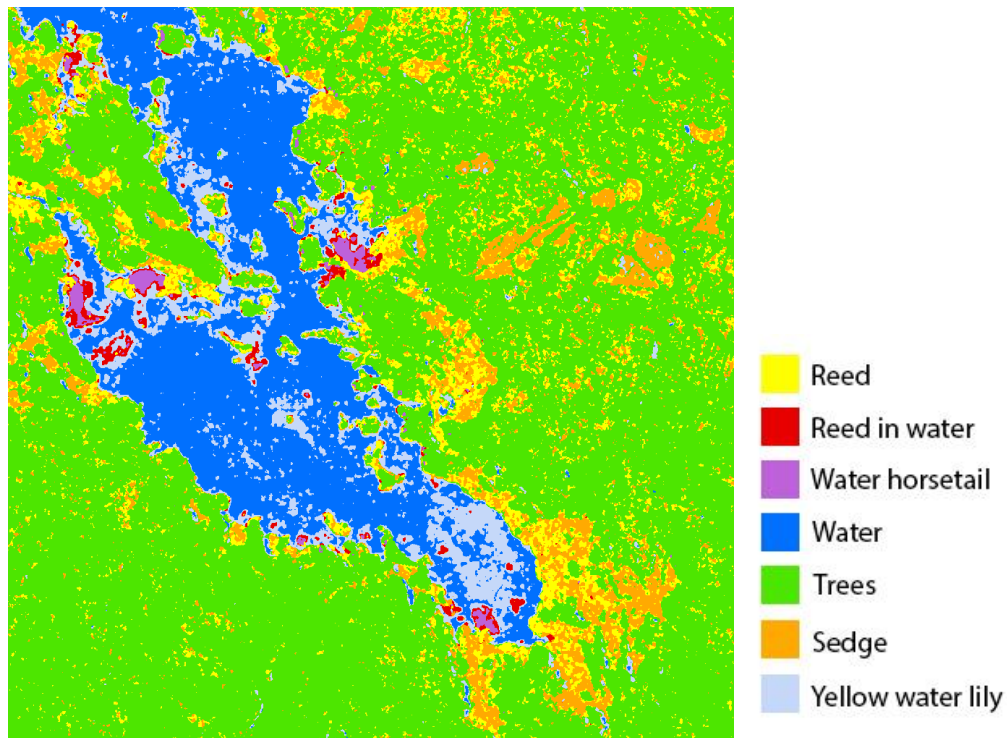 Reed
Reed in water
Water horsetail
Water
Trees
Sedge
Yellow water lily